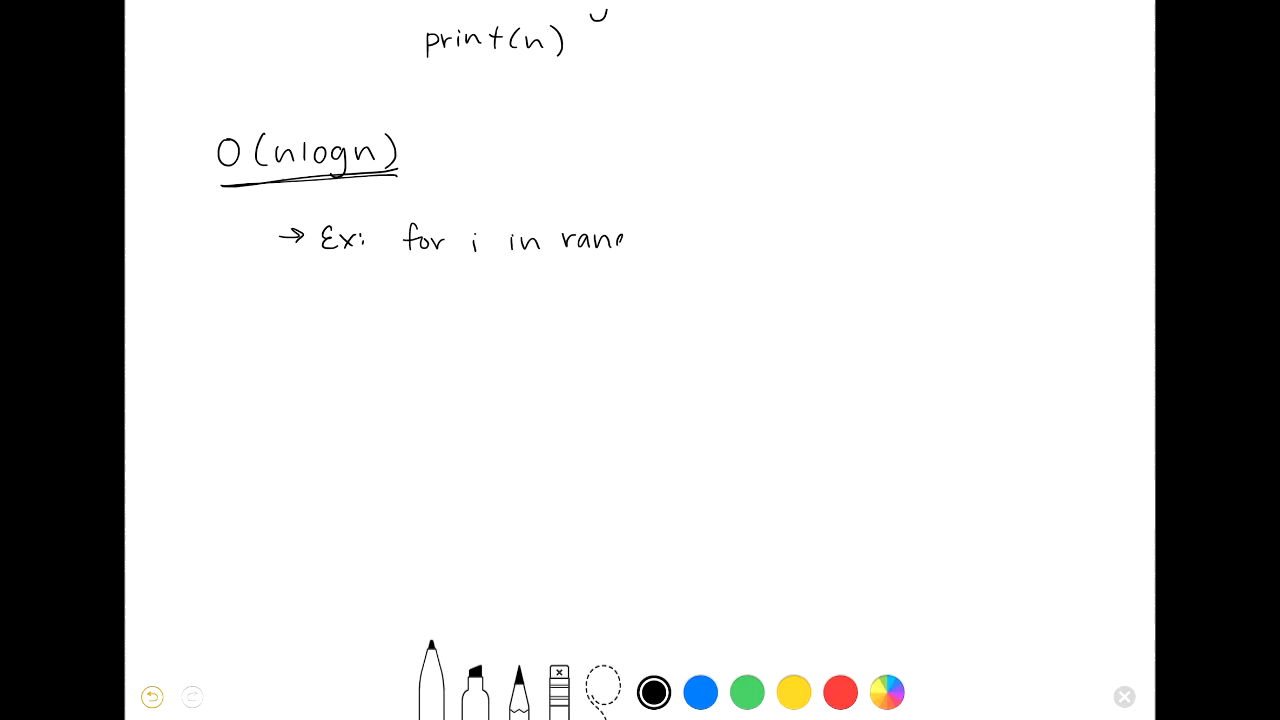 print(n)
O(nlogn)
→ Ex: for i in ran